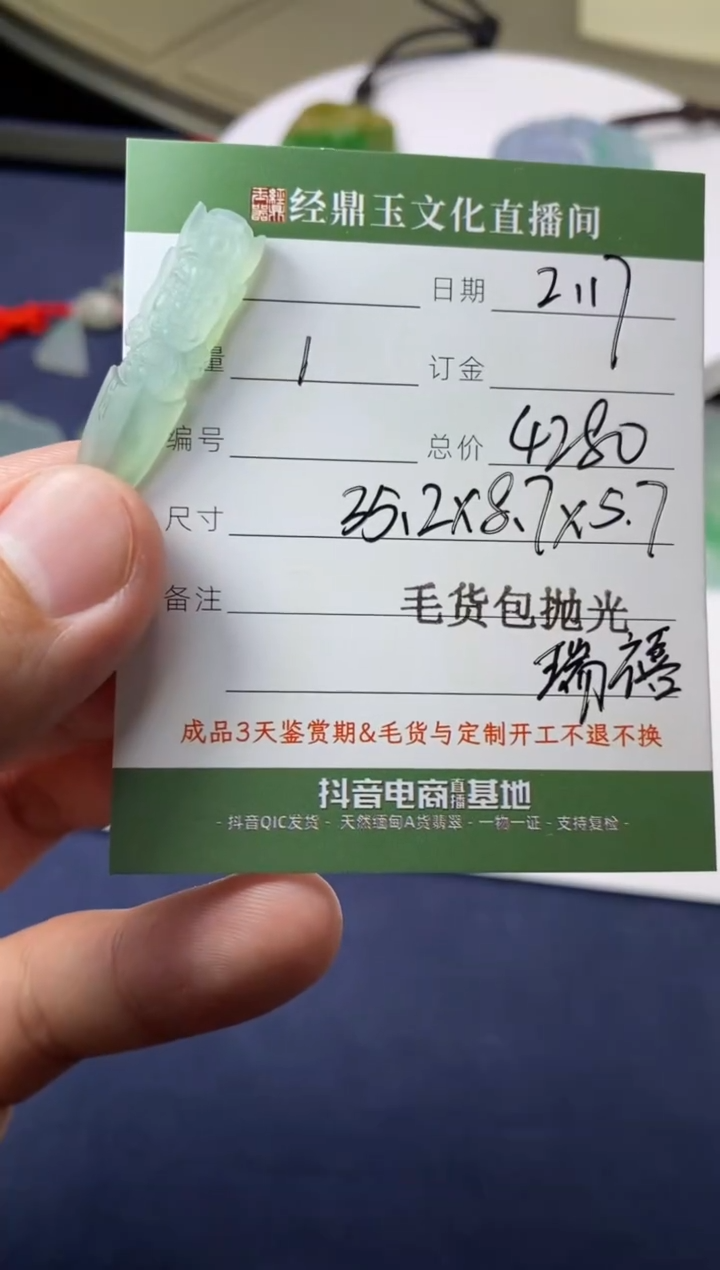 经鼎玉文化直播间
日期 2.17
量 1 订金
编号 总价 4280
尺寸 35.2x8.7x5.7
备注 毛货包抛光
瑞禧
成品3天鉴赏期&毛货与定制开工不退不换
抖音电商直播基地
- 抖音QIC发货 - 天然缅甸A货翡翠 - 一物一证 - 支持复检 -